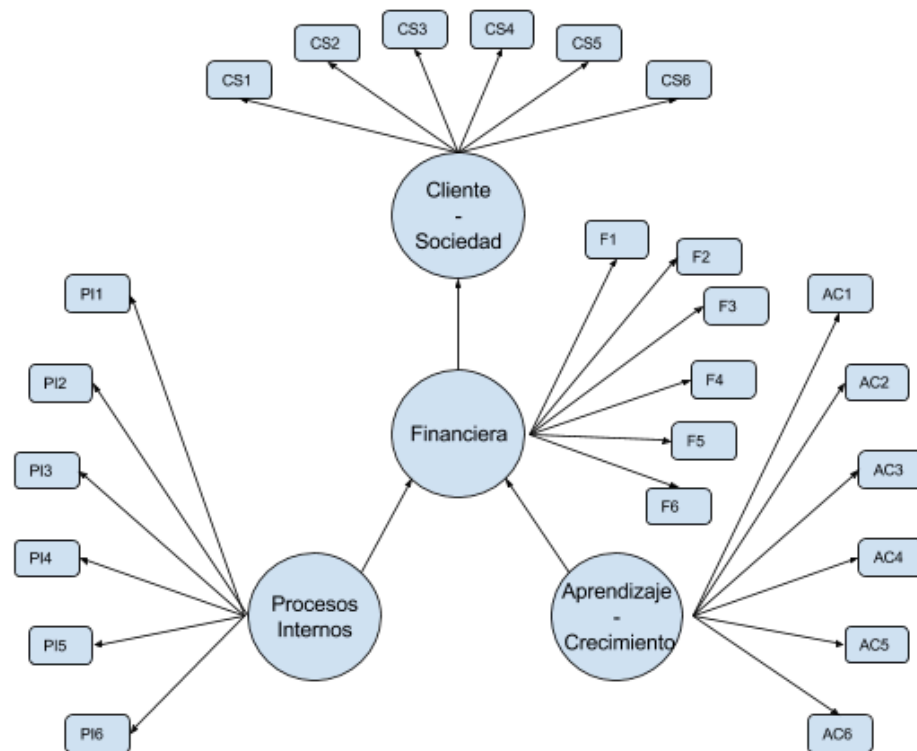 CS1
CS2
CS3
CS4
CS5
CS6
Cliente
-
Sociedad
F1
F2
F3
F4
F5
F6
Financiera
PI1
PI2
PI3
PI4
PI5
PI6
Procesos
Internos
Aprendizaje
-
Crecimiento
AC1
AC2
AC3
AC4
AC5
AC6